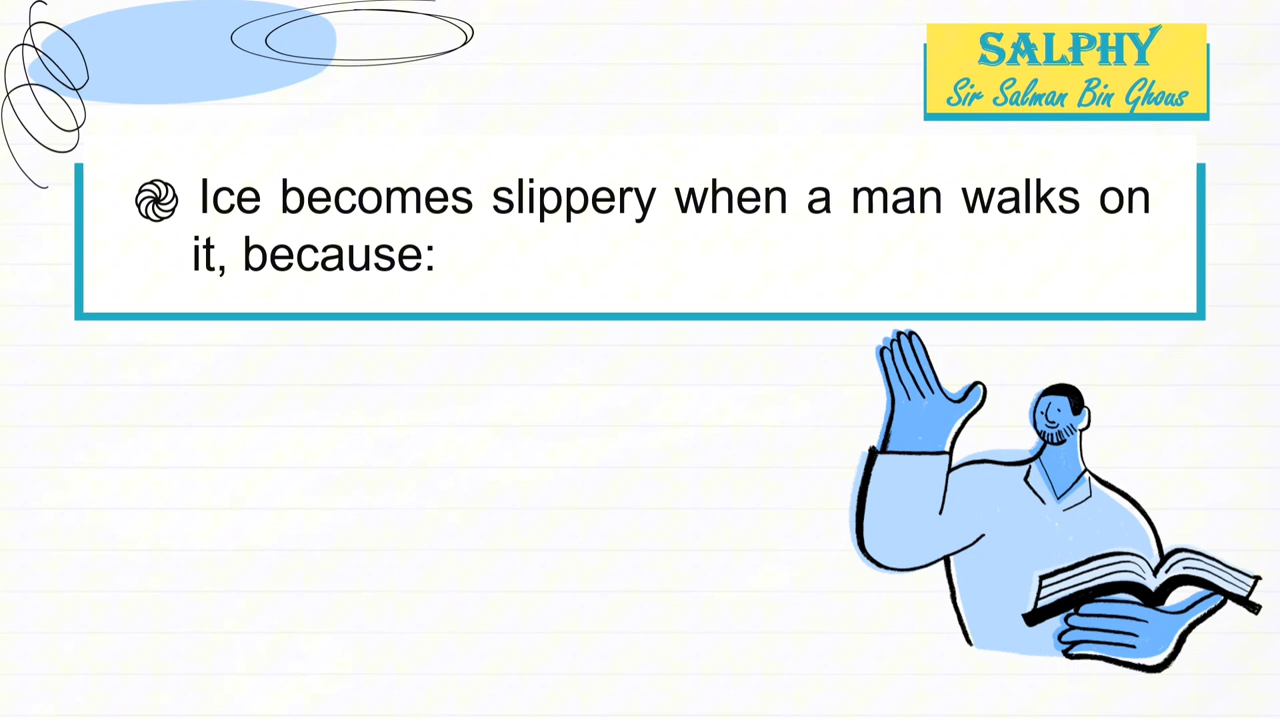 SALPHY
Sir Salman Bin Ghous
Ice becomes slippery when a man walks on
it, because: